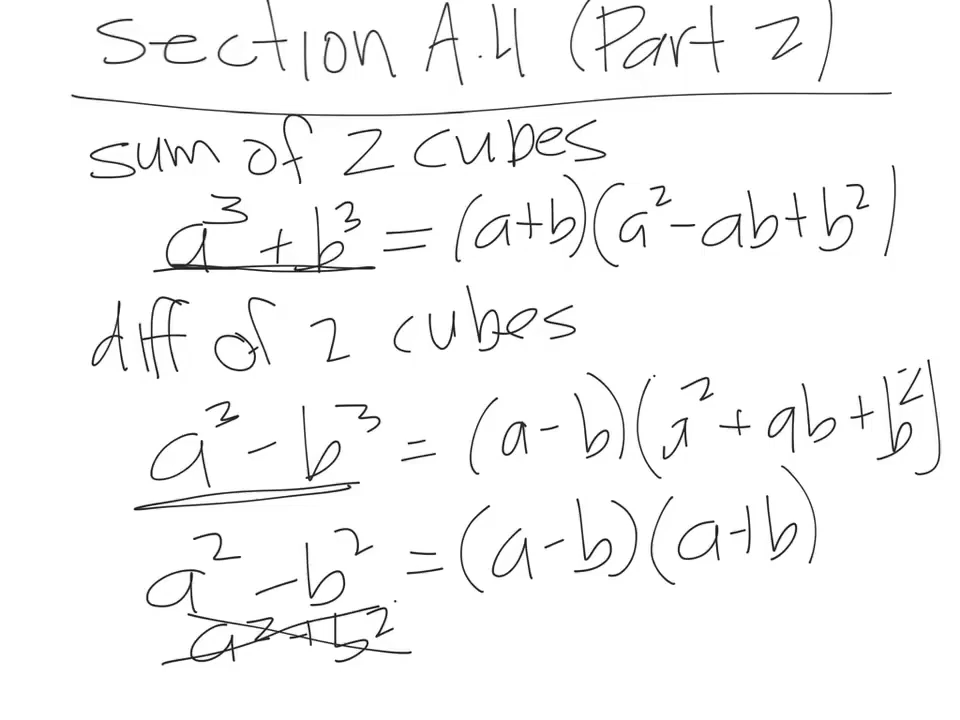 Section A.4 (Part 2)
sum of 2 cubes
a³ + b³ = (a+b)(a²-ab+b²)
diff of 2 cubes
a³ - b³ = (a-b)(a²+ab+b²)
a² - b² = (a-b)(a+b)
a²+b²